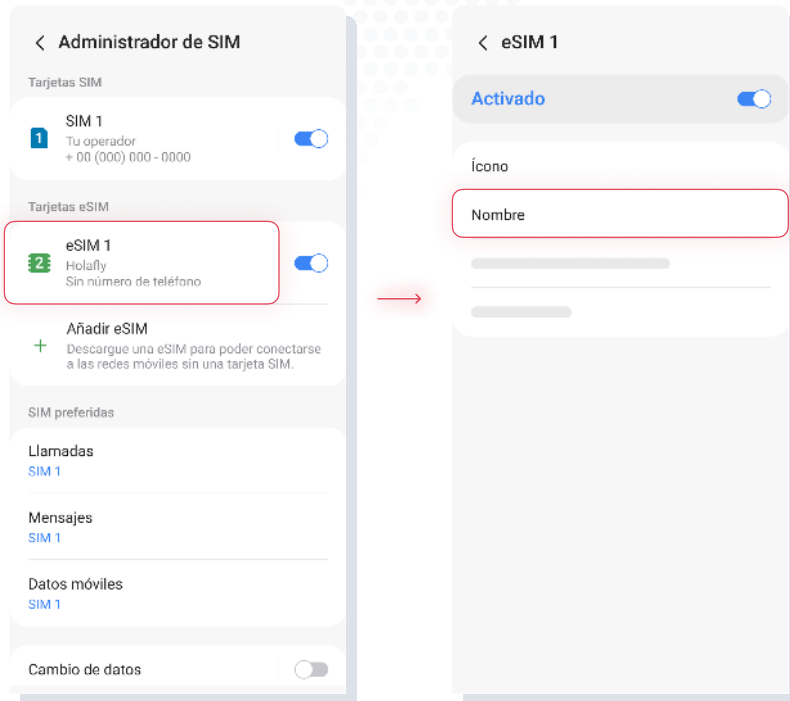 Administrador de SIM
Tarjetas SIM
1
SIM 1
Tu operador
+ 00 (000) 000 - 0000
Tarjetas eSIM
2
eSIM 1
Holafly
Sin número de teléfono
Añadir eSIM
Descargue una eSIM para poder conectarse
a las redes móviles sin una tarjeta SIM.
SIM preferidas
Llamadas
SIM 1
Mensajes
SIM 1
Datos móviles
SIM 1
Cambio de datos
eSIM 1
Activado
Ícono
Nombre